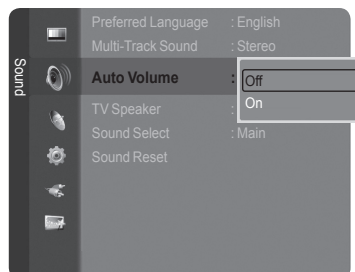 Sound
Preferred Language : English
Multi-Track Sound : Stereo
Auto Volume :
Off
On
TV Speaker :
Sound Select : Main
Sound Reset